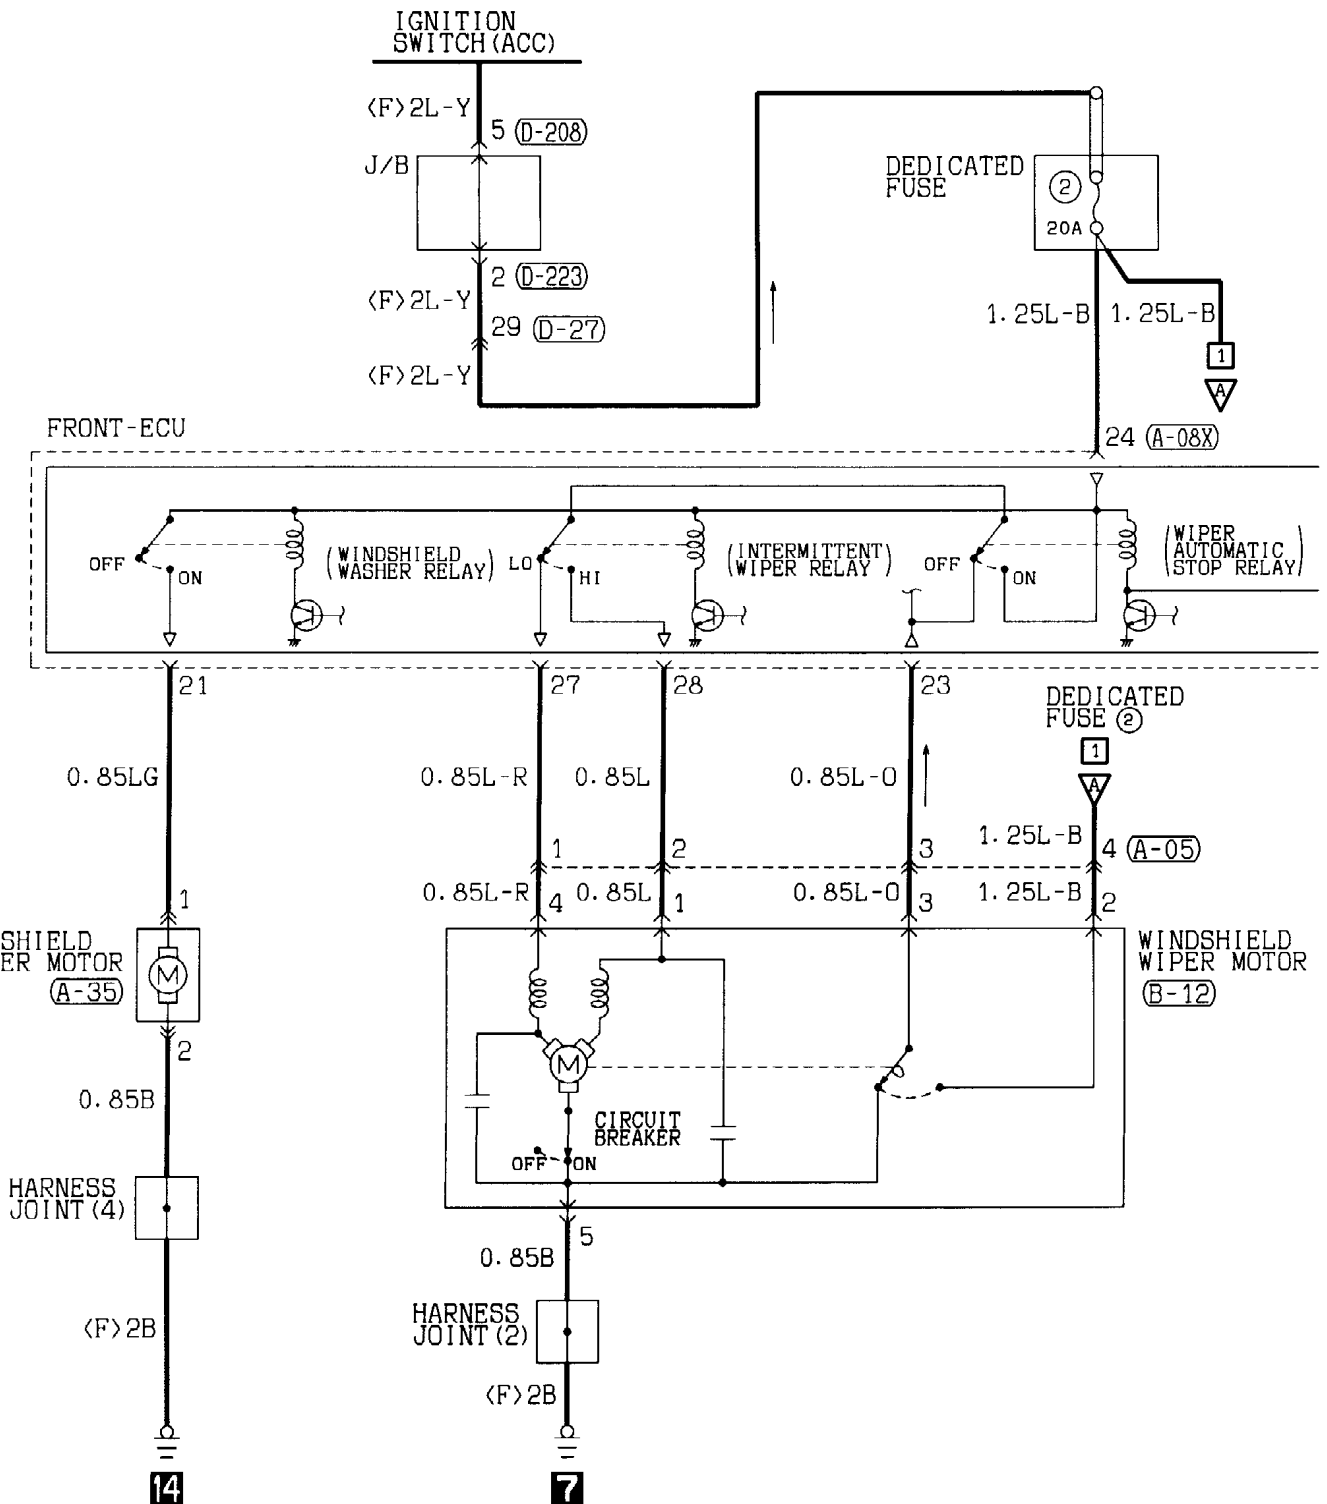 IGNITION
SWITCH(ACC)
<F>2L-Y
5 (D-208)
J/B
DEDICATED
FUSE
2
20A
2 (D-223)
<F>2L-Y
29 (D-27)
1.25L-B
1.25L-B
1
<F>2L-Y
A
FRONT-ECU
24 (A-08X)
OFF
ON
(WINDSHIELD
WASHER RELAY)
LO
HI
(INTERMITTENT
WIPER RELAY)
OFF
ON
(WIPER
AUTOMATIC
STOP RELAY)
21
27
28
23
DEDICATED
FUSE 2
1
0.85LG
0.85L-R
0.85L
0.85L-O
A
1.25L-B
1
2
3
4 (A-05)
0.85L-R
0.85L
0.85L-O
1.25L-B
1
4
1
3
2
SHIELD
ER MOTOR
(A-35)
M
WINDSHIELD
WIPER MOTOR
(B-12)
2
M
0.85B
CIRCUIT
BREAKER
OFF
ON
HARNESS
JOINT(4)
5
0.85B
HARNESS
JOINT(2)
<F>2B
<F>2B
14
7